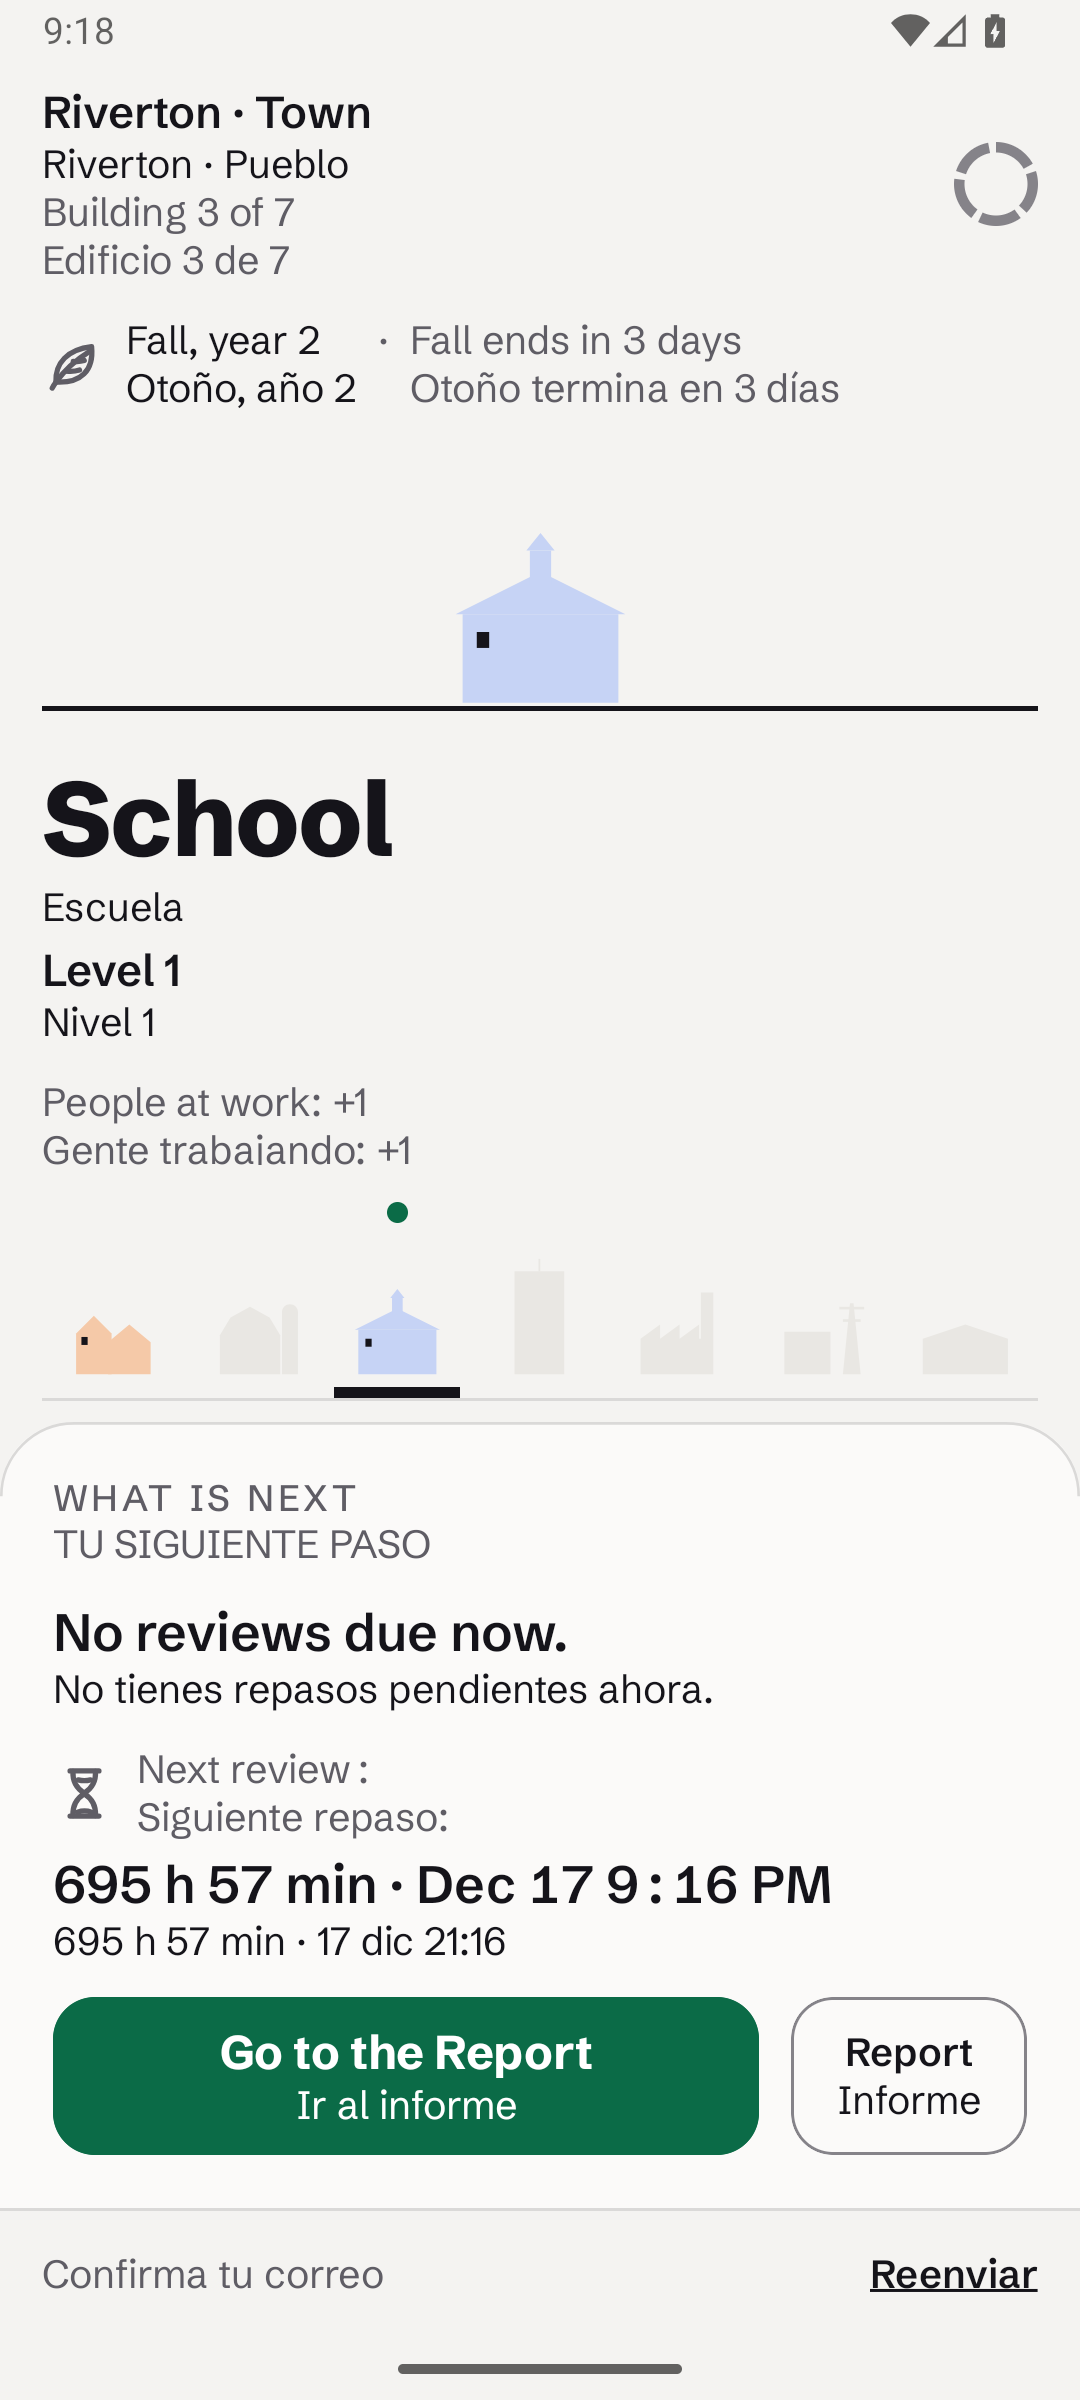 9:18
Riverton · Town
Riverton · Pueblo
Building 3 of 7
Edificio 3 de 7
Fall, year 2 · Fall ends in 3 days
Otoño, año 2 Otoño termina en 3 días
School
Escuela
Level 1
Nivel 1
People at work: +1
Gente trabajando: +1
WHAT IS NEXT
TU SIGUIENTE PASO
No reviews due now.
No tienes repasos pendientes ahora.
Next review :
Siguiente repaso:
695 h 57 min · Dec 17 9 : 16 PM
695 h 57 min · 17 dic 21:16
Go to the Report
Ir al informe
Report
Informe
Confirma tu correo
Reenviar